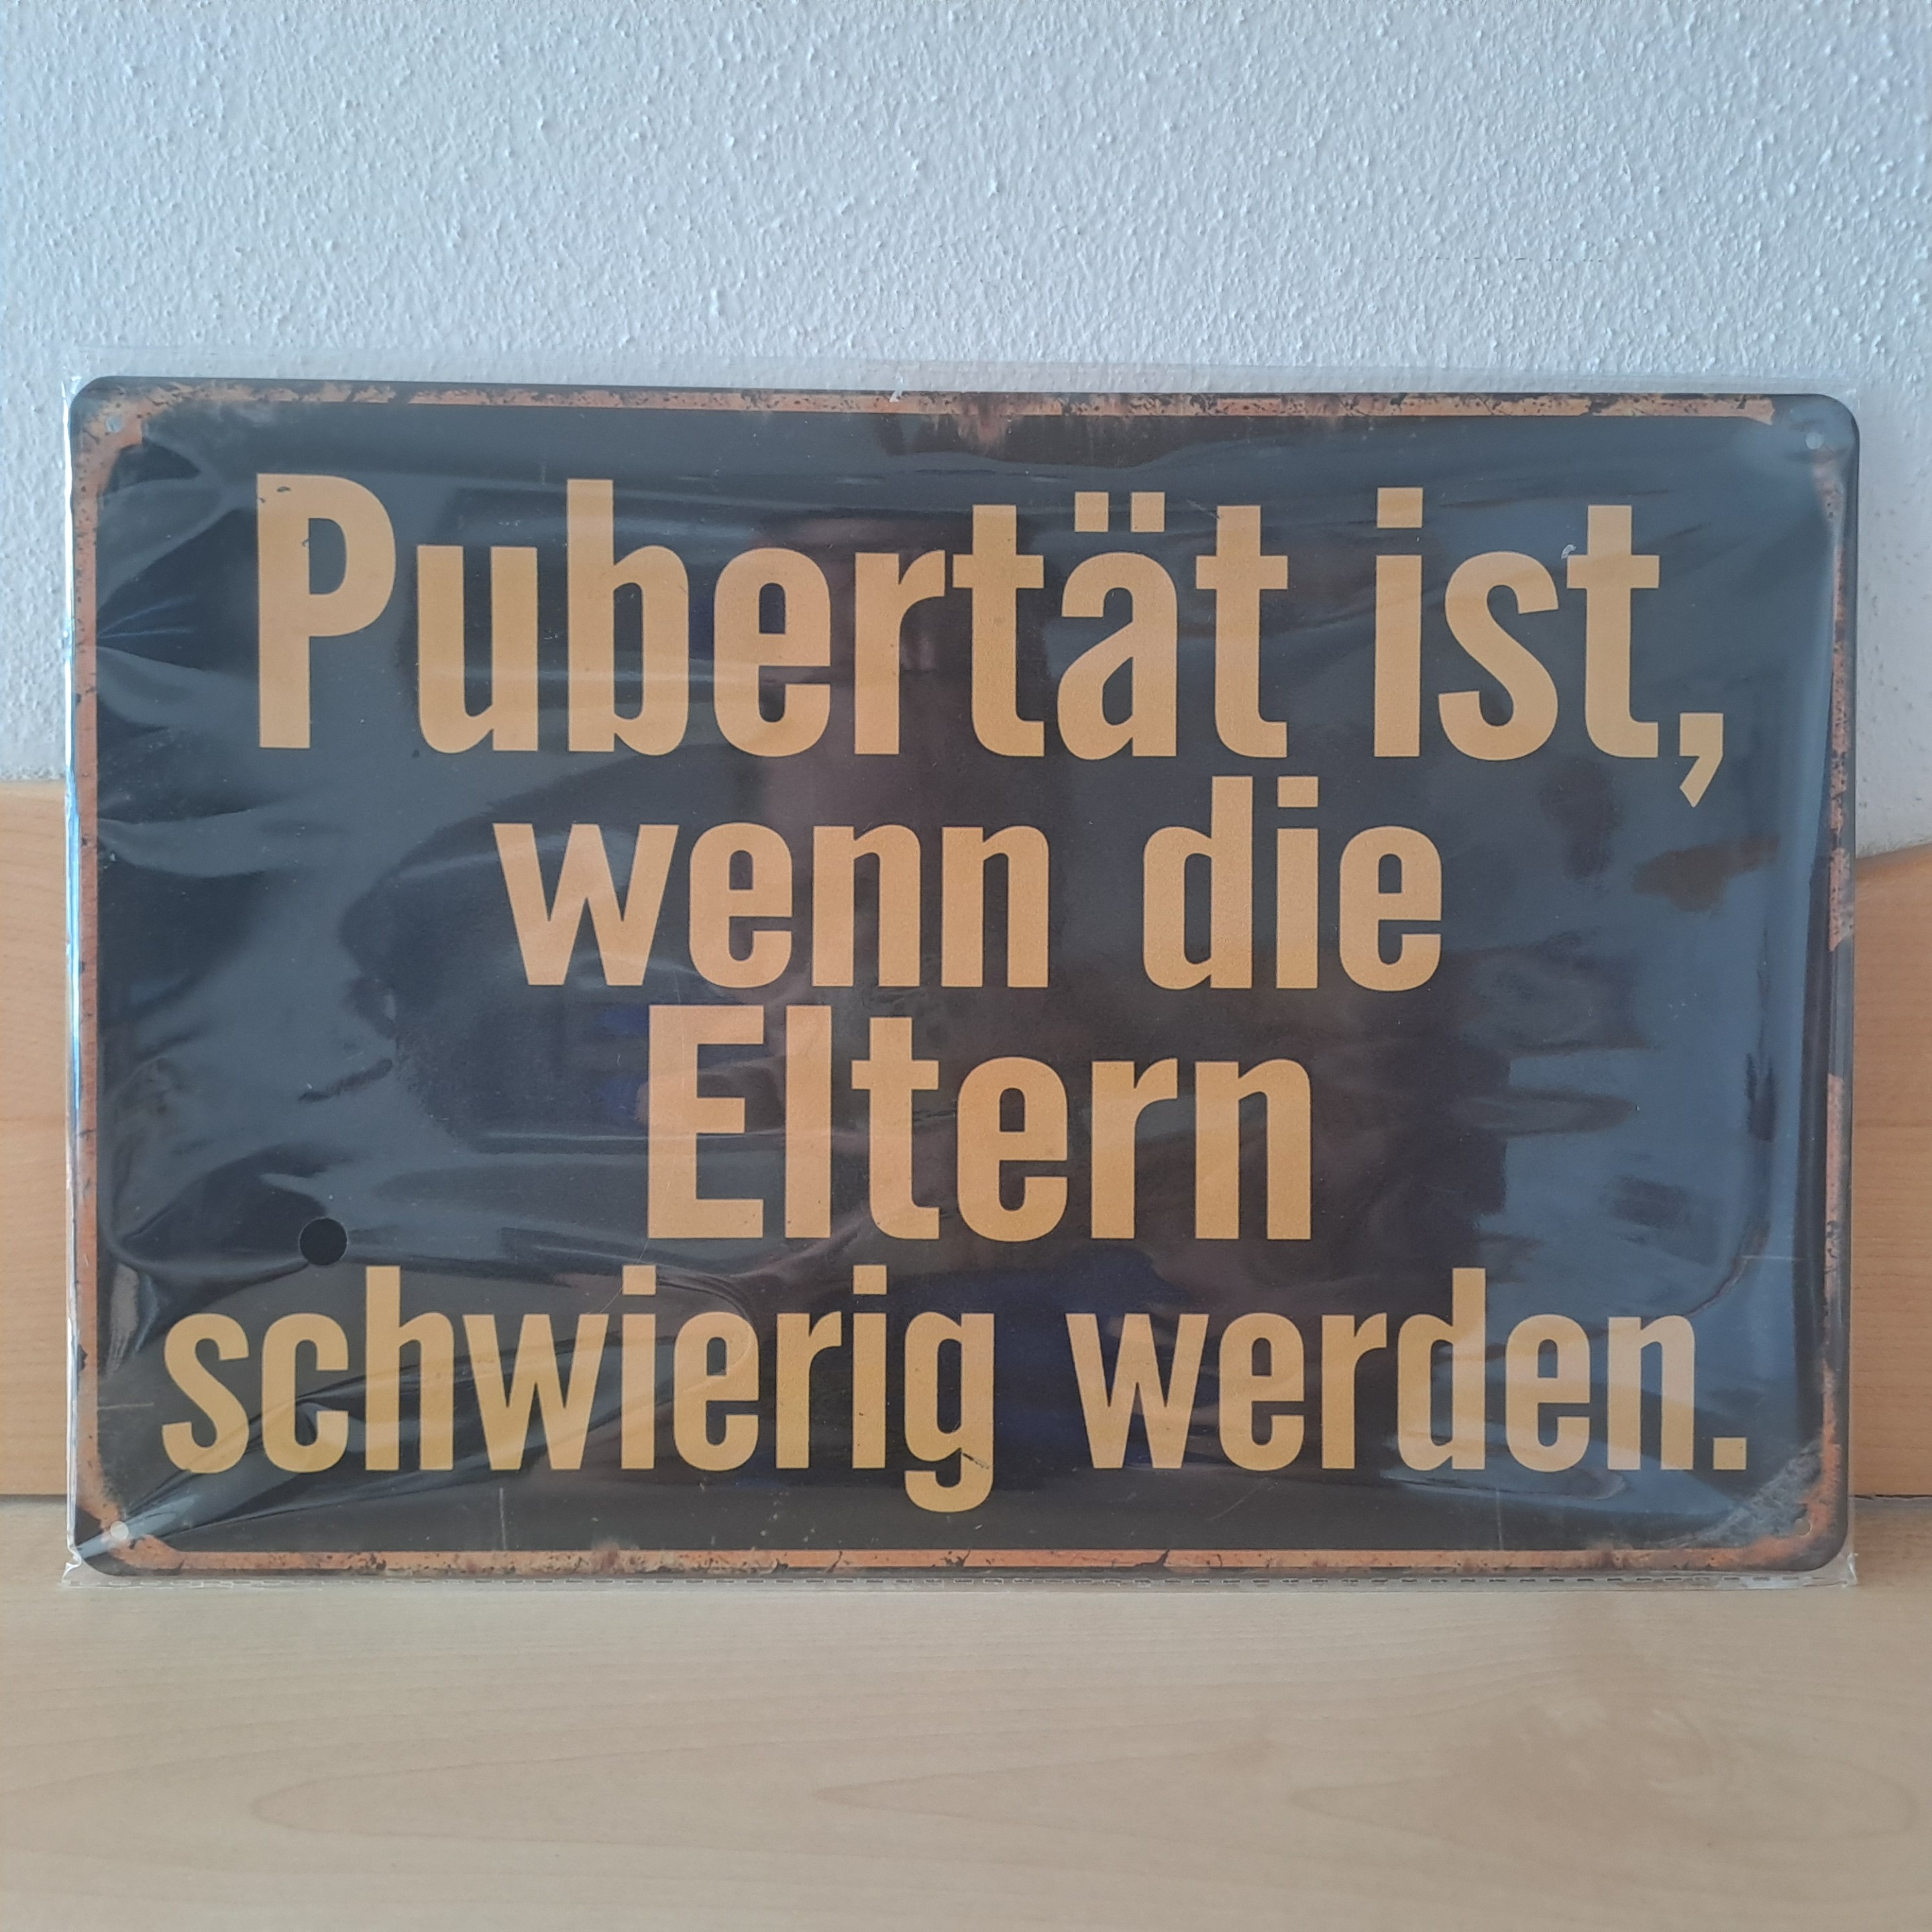 Pubertät ist,
wenn die
Eltern
schwierig werden.